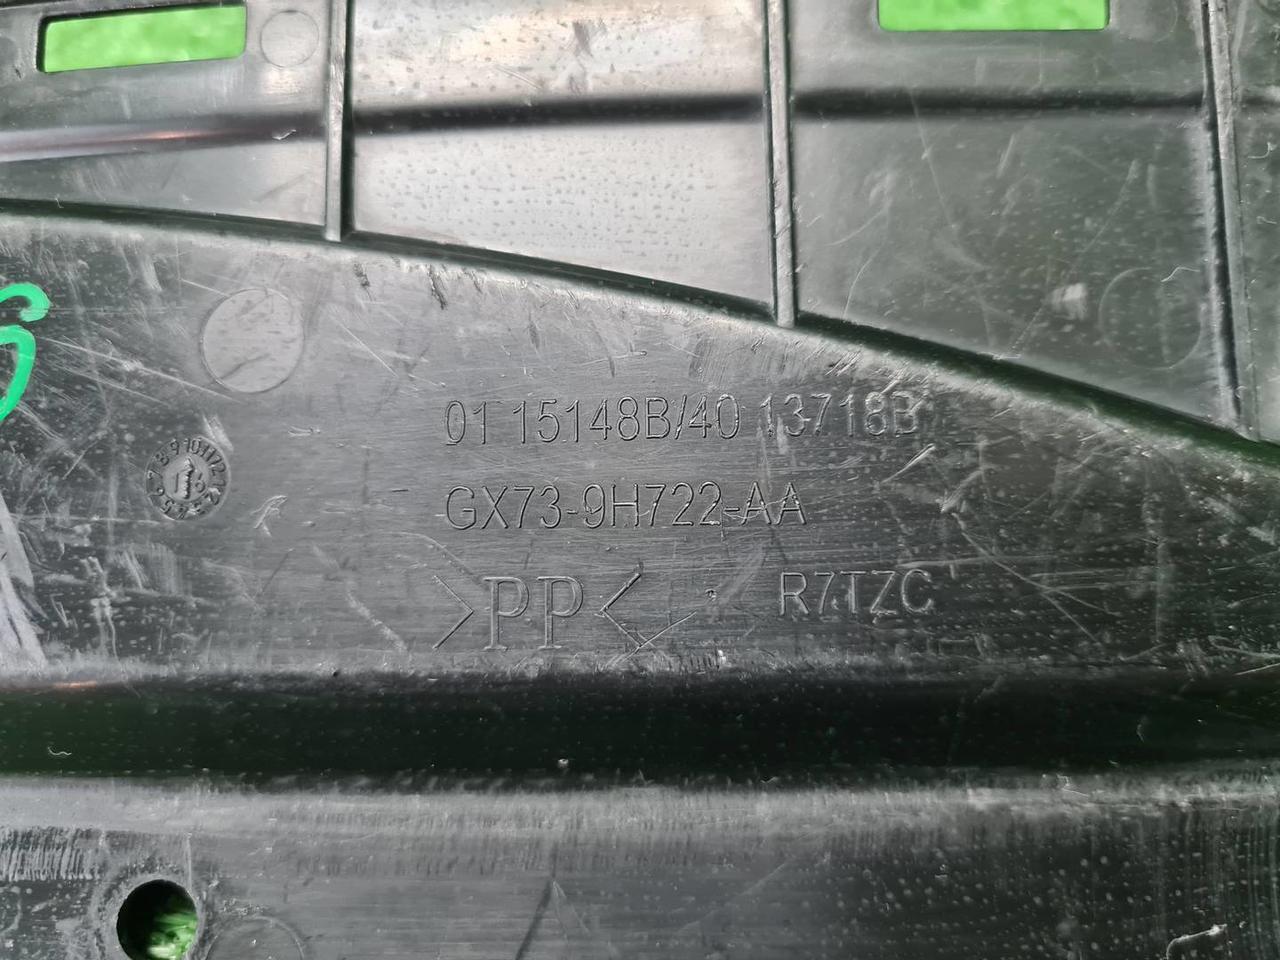 01 15148B/40 13718B
GX73-9H722-AA
>PP< R7TZC